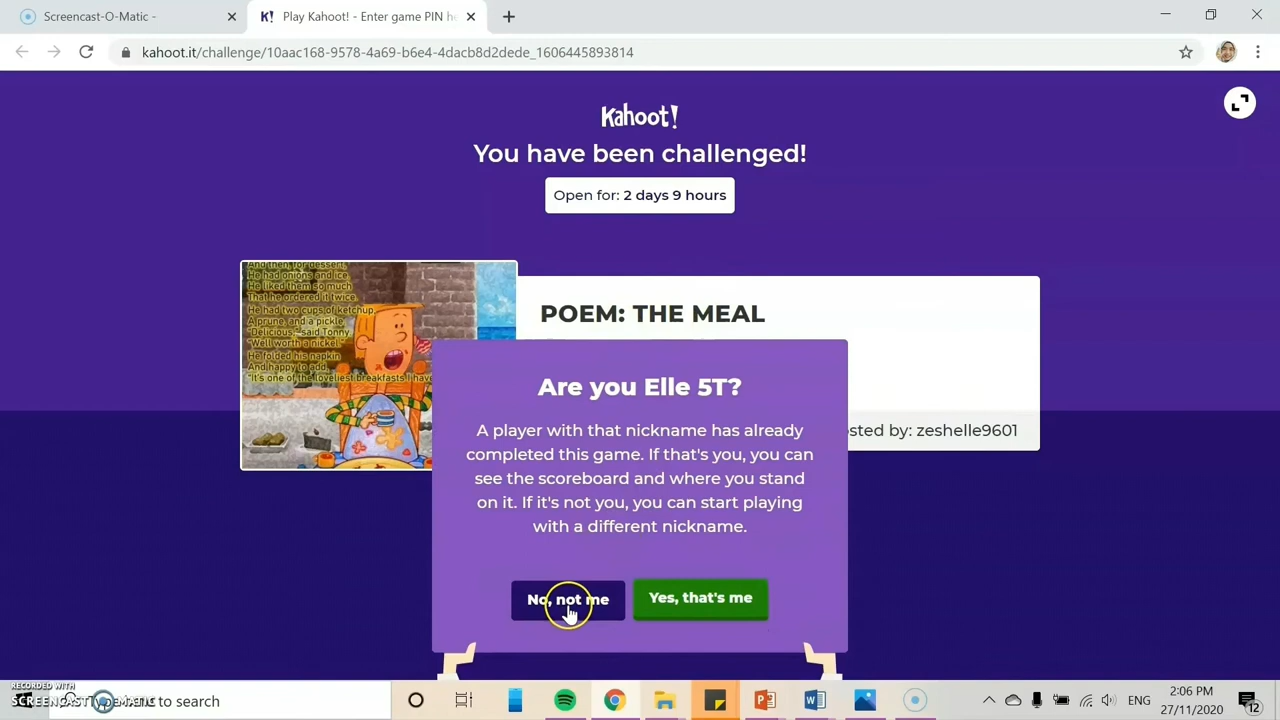 Screencast-O-Matic -
K! Play Kahoot! - Enter game PIN he
kahoot.it/challenge/10aac168-9578-4a69-b6e4-4dacb8d2dede_1606445893814
Kahoot!
You have been challenged!
Open for: 2 days 9 hours
And then, for dessert,
He had onions and ice.
He liked them so much
That he ordered it twice.
He had two cups of ketchup,
A prune, and a pickle.
"Delicious," said Tonny.
"Well worth a nickel."
He folded his napkin
And happy to add,
"It's one of the loveliest breakfasts I have
POEM: THE MEAL
osted by: zeshelle9601
Are you Elle 5T?
A player with that nickname has already
completed this game. If that's you, you can
see the scoreboard and where you stand
on it. If it's not you, you can start playing
with a different nickname.
No, not me
Yes, that's me
RECORDED WITH
SCREENCAST MATIC
Type to search
ENG
2:06 PM
27/11/2020
12